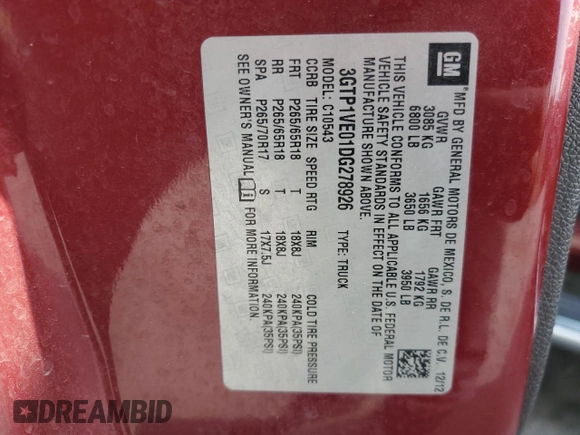 GM
MFD BY GENERAL MOTORS DE MEXICO, S. DE R.L. DE C.V. 12/12
GVWR GAWR FRT GAWR RR
3085 KG 1656 KG 1792 KG
6800 LB 3650 LB 3950 LB
THIS VEHICLE CONFORMS TO ALL APPLICABLE U.S. FEDERAL MOTOR
VEHICLE SAFETY STANDARDS IN EFFECT ON THE DATE OF
MANUFACTURE SHOWN ABOVE.
3GTP1VE01DG278926 TYPE: TRUCK
MODEL: C10543
CCRB TIRE SIZE SPEED RTG RIM COLD TIRE PRESSURE
FRT P265/65R18 T 18X8J 240KPA(35PSI)
RR P265/65R18 T 18X8J 240KPA(35PSI)
SPA P265/70R17 S 17X7.5J 240KPA(35PSI)
SEE OWNER'S MANUAL FOR MORE INFORMATION.
DREAMBID